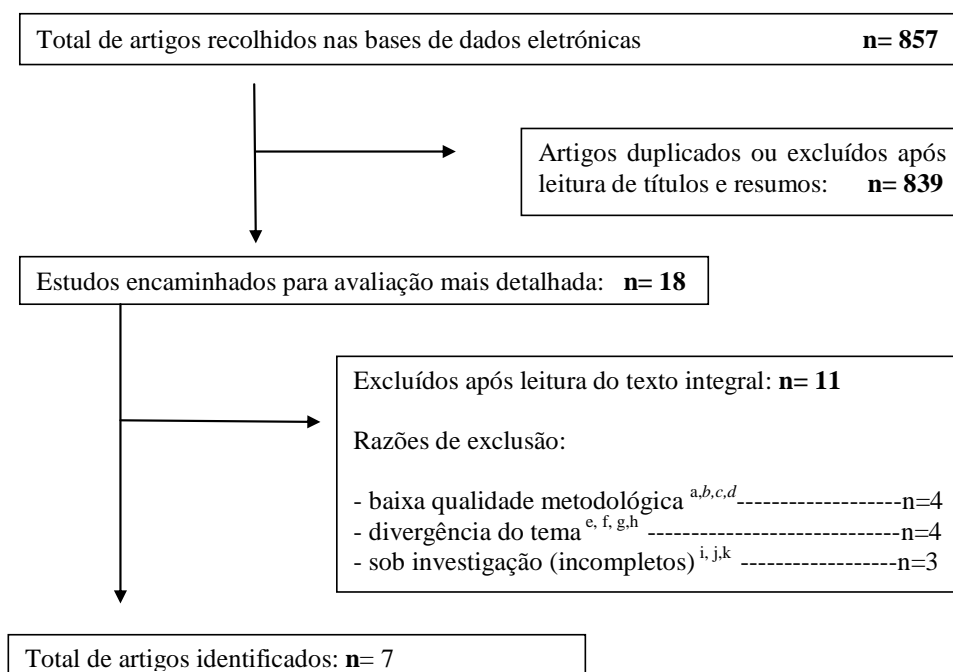 Total de artigos recolhidos nas bases de dados eletrónicas n= 857
Artigos duplicados ou excluídos após
leitura de títulos e resumos: n= 839
Estudos encaminhados para avaliação mais detalhada: n= 18
Excluídos após leitura do texto integral: n= 11
Razões de exclusão:
- baixa qualidade metodológica a,b,c,d-------------------n=4
- divergência do tema e, f, g,h ----------------------------n=4
- sob investigação (incompletos) i, j,k ------------------n=3
Total de artigos identificados: n= 7